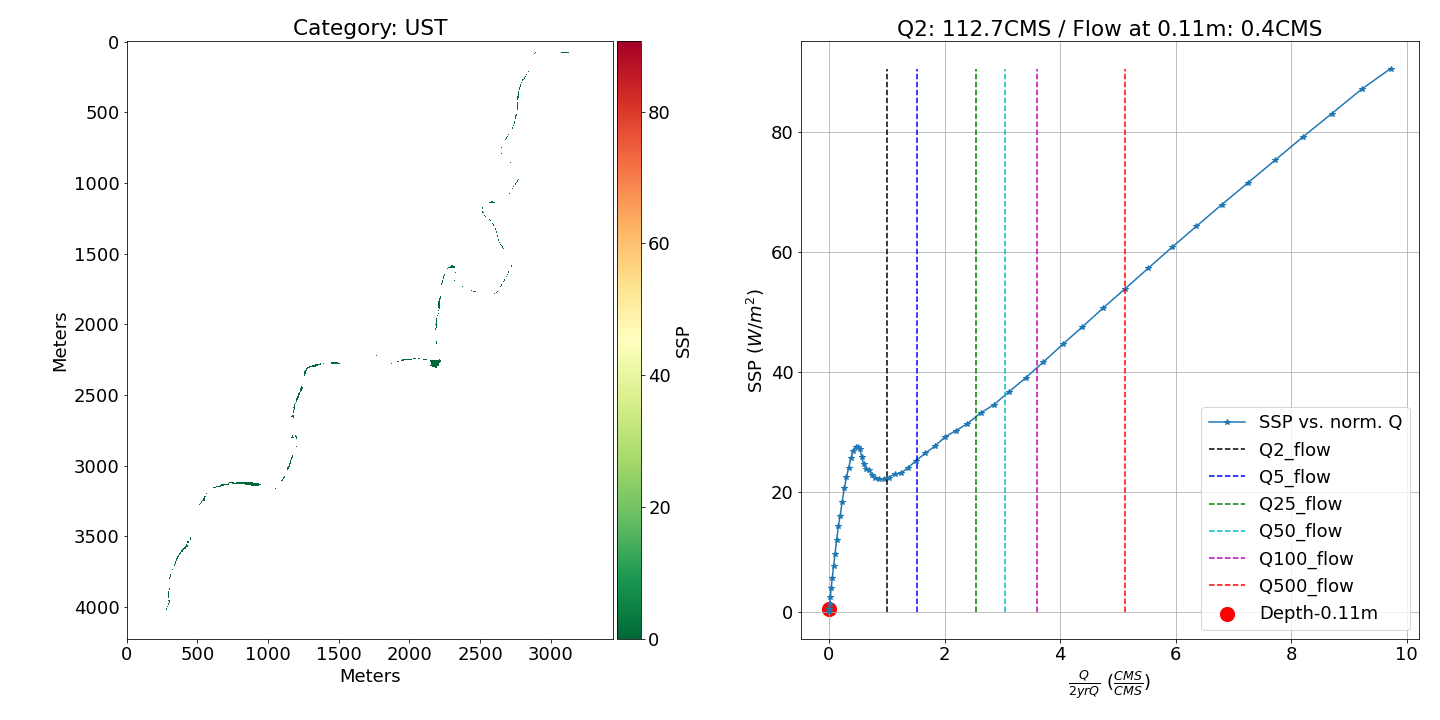 Category: UST
0
500
1000
1500
2000
2500
3000
3500
4000
Meters
0 500 1000 1500 2000 2500 3000
Meters
80
60
40
20
0
SSP
Q2: 112.7CMS / Flow at 0.11m: 0.4CMS
SSP (W/m²)
80
60
40
20
0
0 2 4 6 8 10
Q/2yrQ (CMS/CMS)
SSP vs. norm. Q
Q2_flow
Q5_flow
Q25_flow
Q50_flow
Q100_flow
Q500_flow
Depth-0.11m